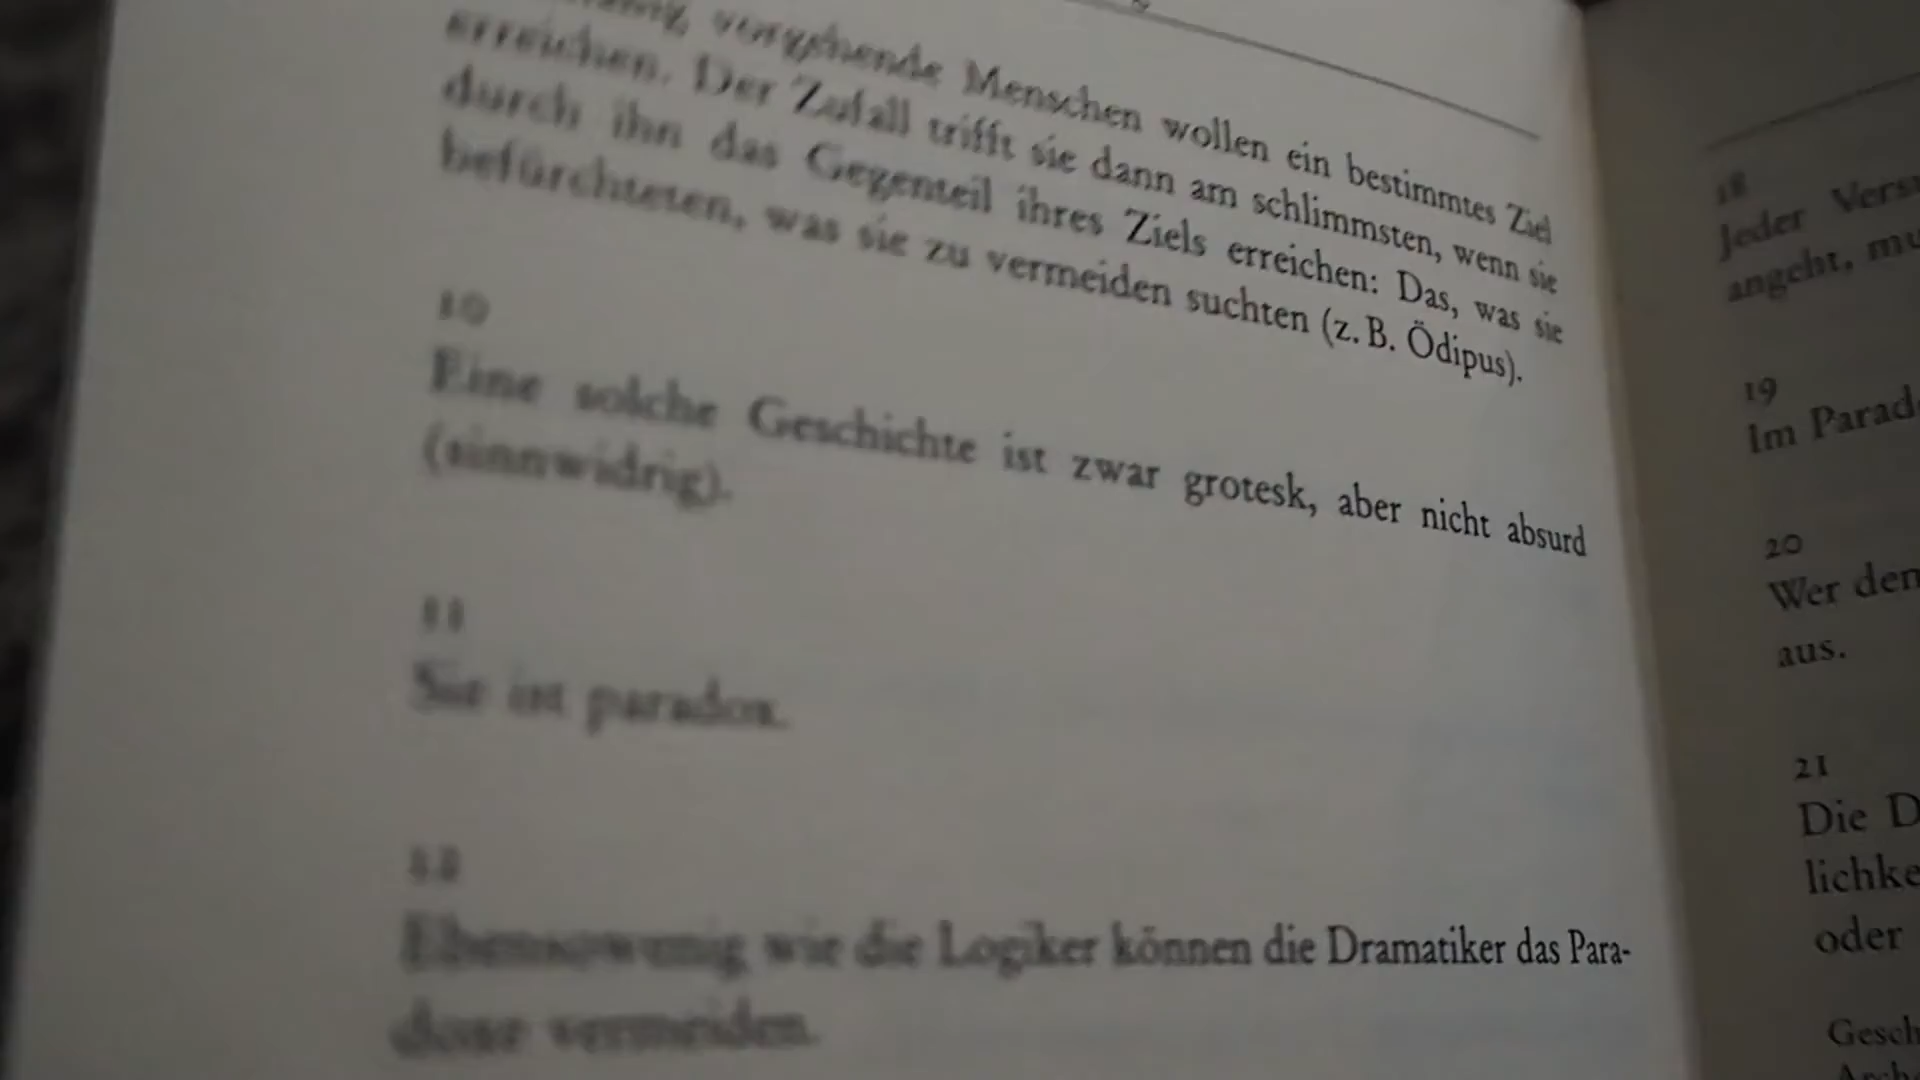 vorgehende Menschen wollen ein bestimmtes Ziel
erreichen. Der Zufall trifft sie dann am schlimmsten, wenn sie
durch ihn das Gegenteil ihres Ziels erreichen: Das, was sie
befürchteten, was sie zu vermeiden suchten (z. B. Ödipus).
10
Eine solche Geschichte ist zwar grotesk, aber nicht absurd
(sinnwidrig).
11
Sie ist paradox.
12
Ebensowenig wie die Logiker können die Dramatiker das Para-
doxe vermeiden.
18
Jeder
angeht,
19
Im
20
Wer
aus.
21
Die
oder